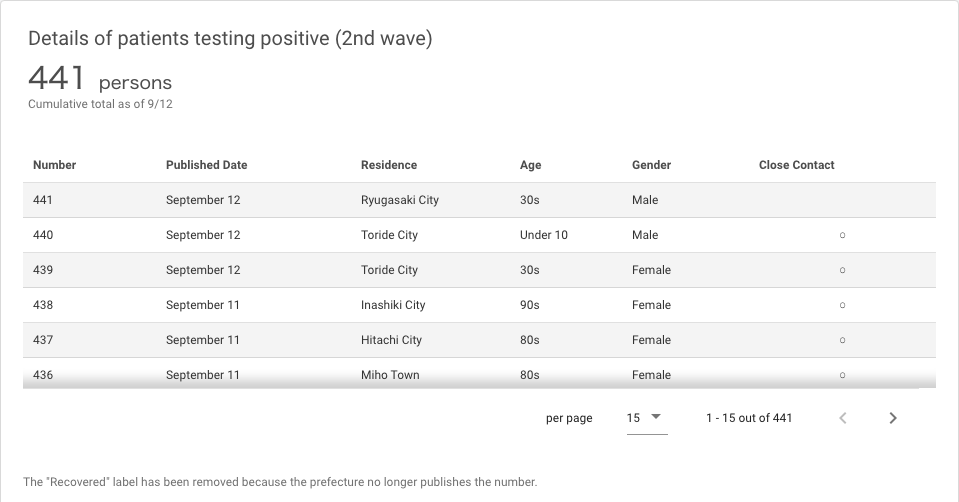 Details of patients testing positive (2nd wave)
441 persons
Cumulative total as of 9/12
Number Published Date Residence Age Gender Close Contact
441 September 12 Ryugasaki City 30s Male
440 September 12 Toride City Under 10 Male ○
439 September 12 Toride City 30s Female ○
438 September 11 Inashiki City 90s Female ○
437 September 11 Hitachi City 80s Female ○
436 September 11 Miho Town 80s Female ○
per page 15 1 - 15 out of 441
The "Recovered" label has been removed because the prefecture no longer publishes the number.